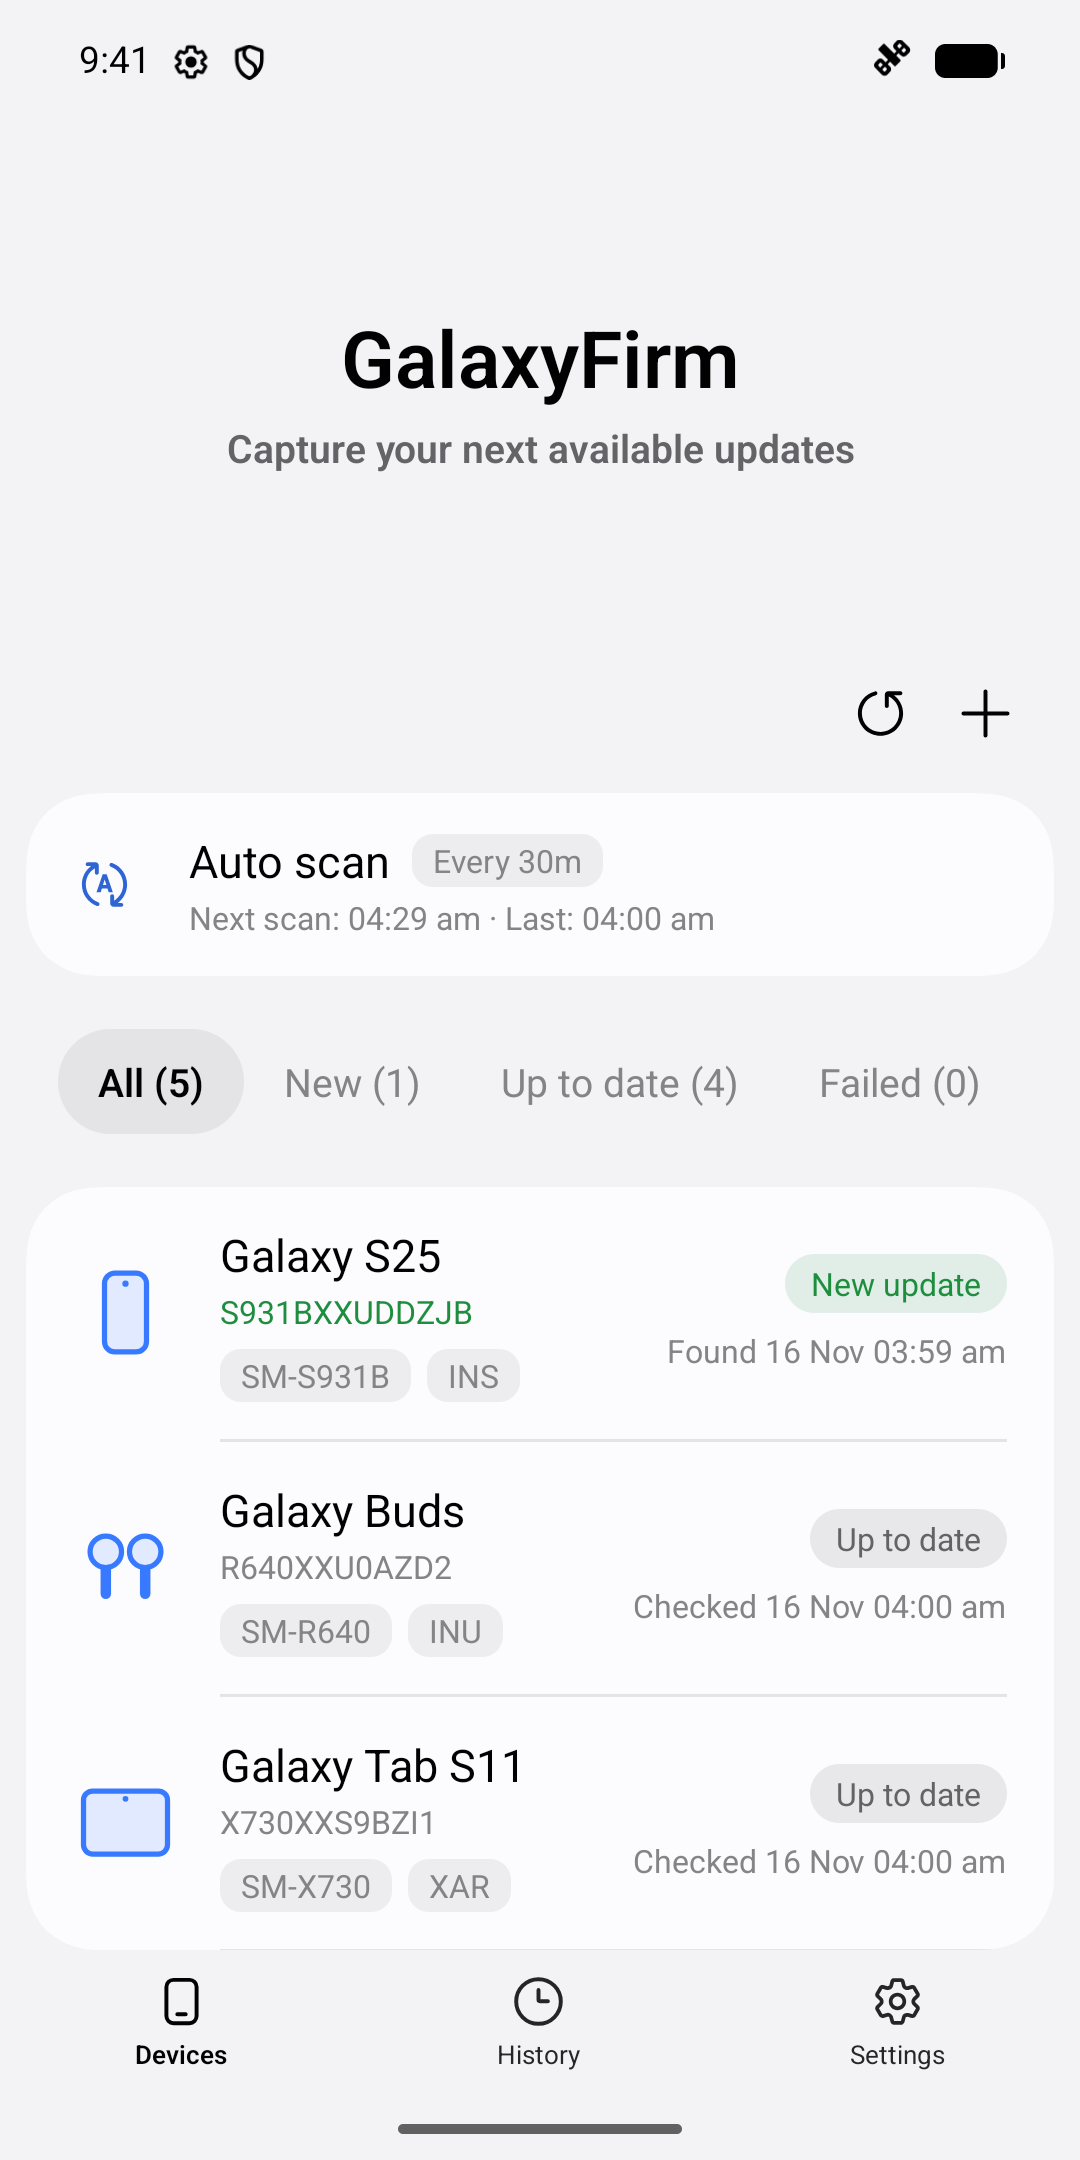 9:41
GalaxyFirm
Capture your next available updates
Auto scan Every 30m
Next scan: 04:29 am · Last: 04:00 am
All (5) New (1) Up to date (4) Failed (0)
Galaxy S25
S931BXXUDDZJB
SM-S931B INS
New update
Found 16 Nov 03:59 am
Galaxy Buds
R640XXU0AZD2
SM-R640 INU
Up to date
Checked 16 Nov 04:00 am
Galaxy Tab S11
X730XXS9BZI1
SM-X730 XAR
Up to date
Checked 16 Nov 04:00 am
Devices History Settings